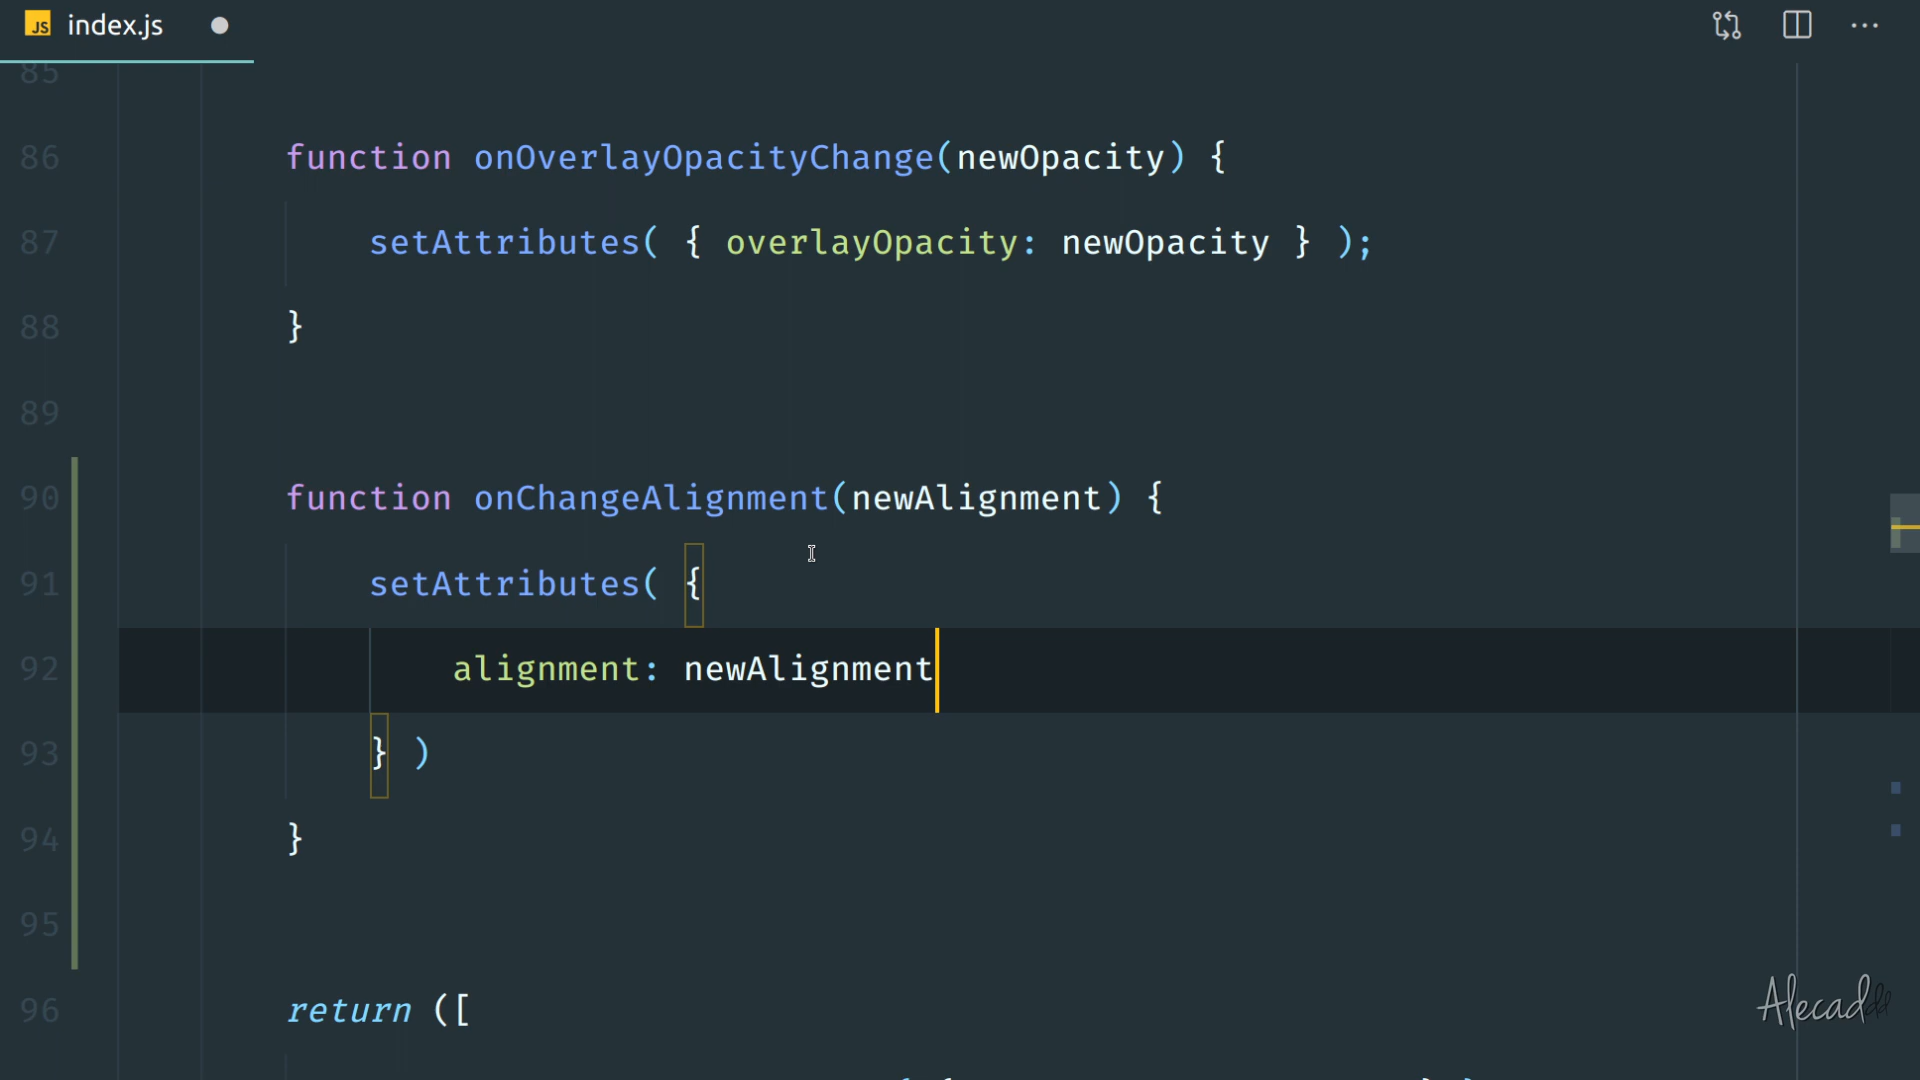 JS index.js
85
86 function onOverlayOpacityChange(newOpacity) {
87 setAttributes( { overlayOpacity: newOpacity } );
88 }
89
90 function onChangeAlignment(newAlignment) {
91 setAttributes( {
92 alignment: newAlignment
93 } )
94 }
95
96 return ([
Alecaddd